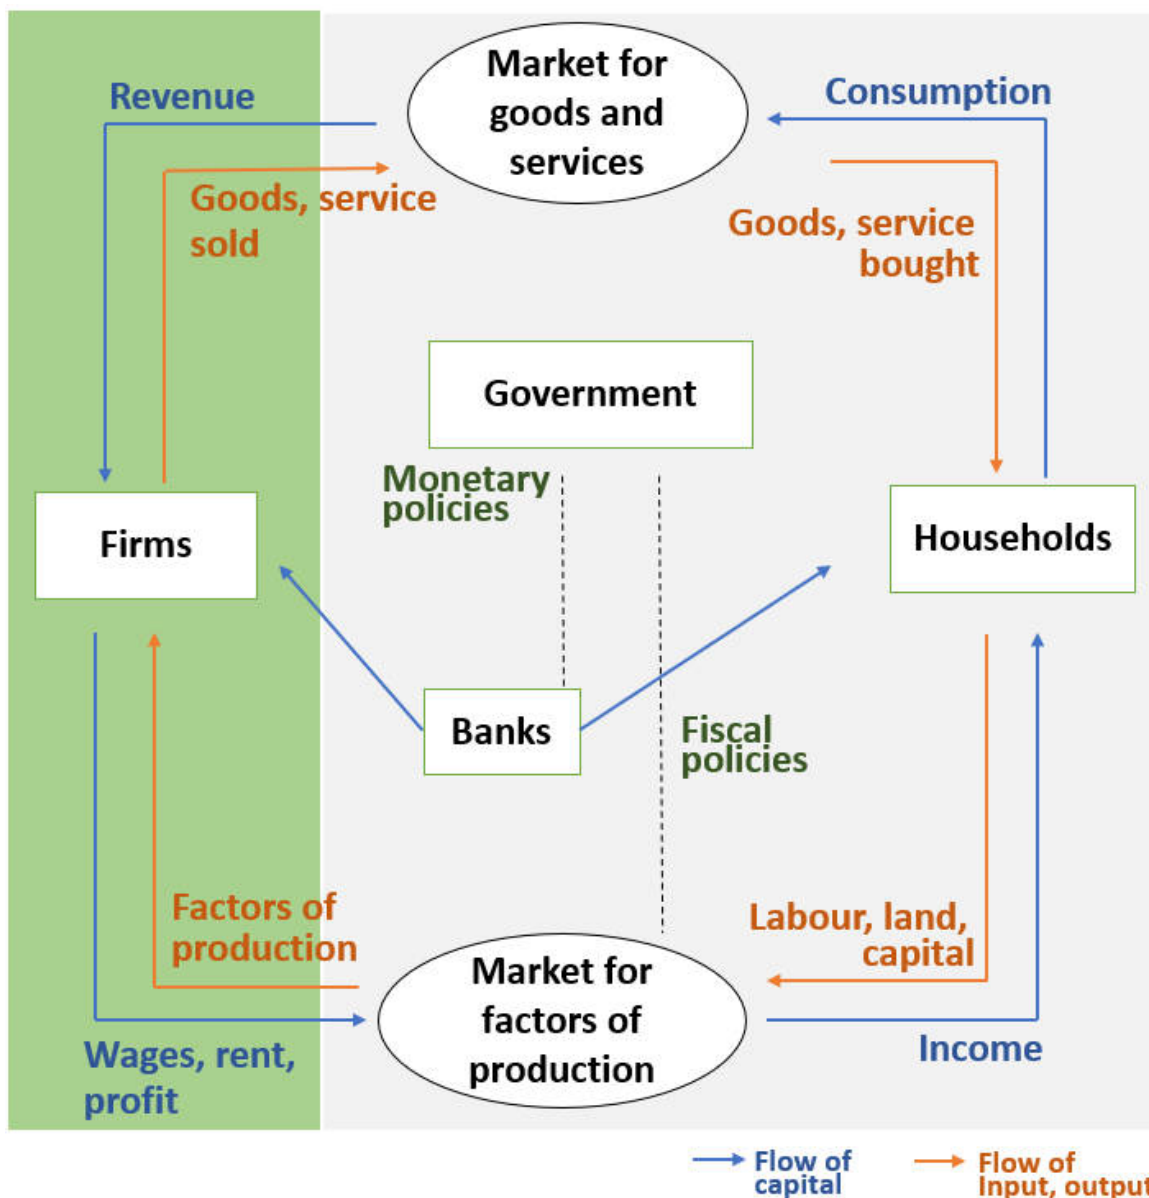 Market for
goods and
services
Revenue
Consumption
Goods, service
sold
Goods, service
bought
Government
Monetary
policies
Firms
Households
Banks
Fiscal
policies
Factors of
production
Labour, land,
capital
Market for
factors of
production
Wages, rent,
profit
Income
Flow of
capital
Flow of
Input, output